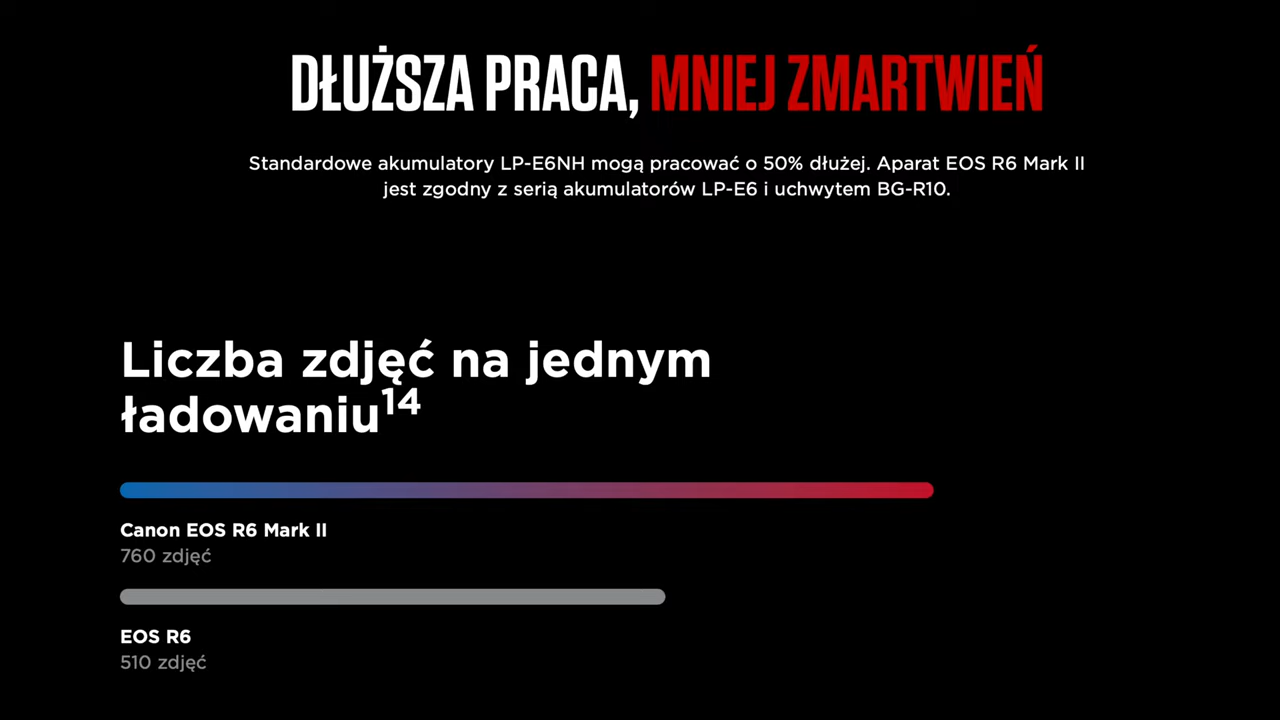 DŁUŻSZA PRACA, MNIEJ ZMARTWIEŃ
Standardowe akumulatory LP-E6NH mogą pracować o 50% dłużej. Aparat EOS R6 Mark II
jest zgodny z serią akumulatorów LP-E6 i uchwytem BG-R10.
Liczba zdjęć na jednym
ładowaniu¹⁴
Canon EOS R6 Mark II
760 zdjęć
EOS R6
510 zdjęć